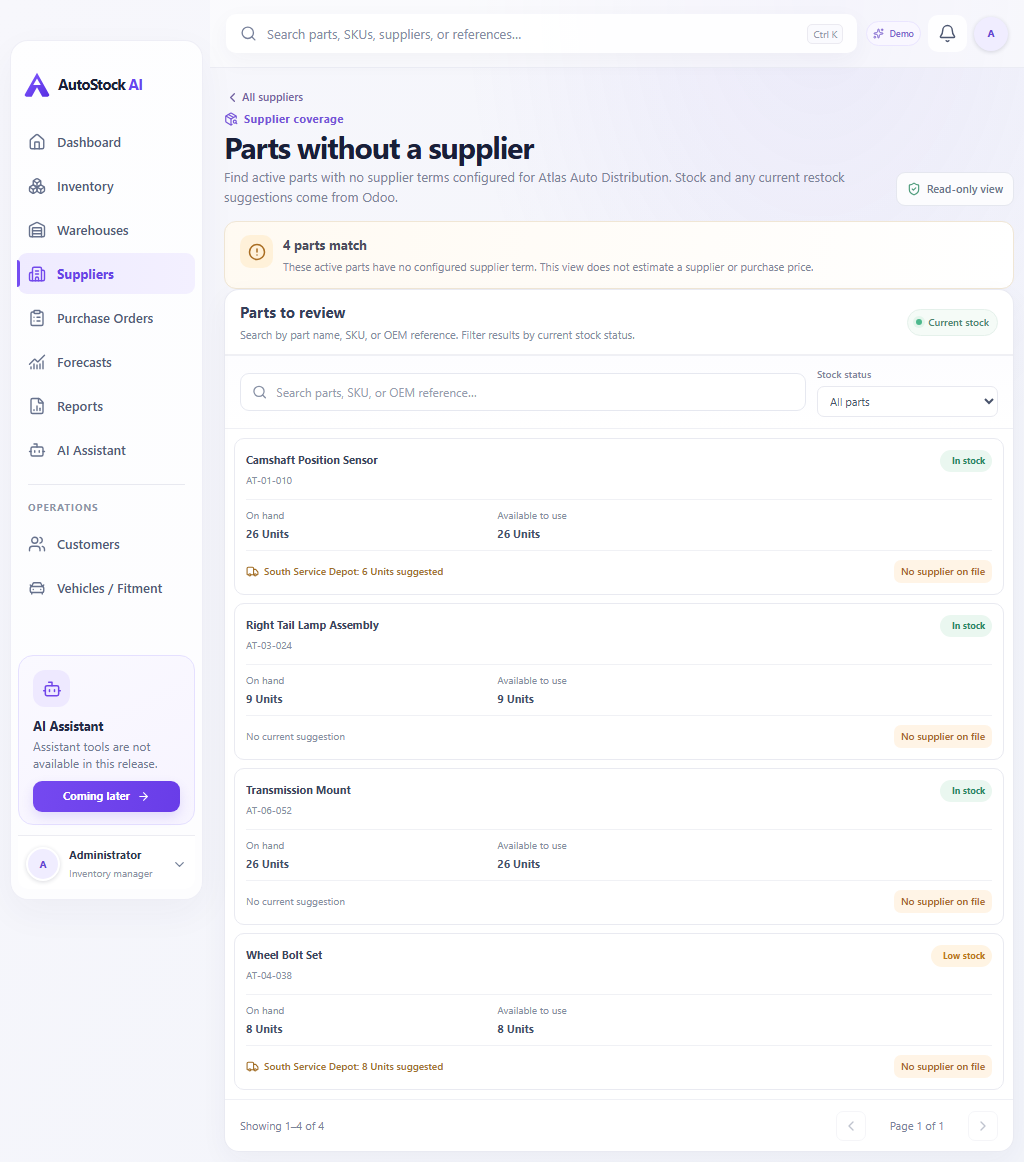 Search parts, SKUs, suppliers, or references...
Ctrl K
Demo
A
AutoStock AI
Dashboard
Inventory
Warehouses
Suppliers
Purchase Orders
Forecasts
Reports
AI Assistant
OPERATIONS
Customers
Vehicles / Fitment
AI Assistant
Assistant tools are not
available in this release.
Coming later
A
Administrator
Inventory manager
All suppliers
Supplier coverage
Parts without a supplier
Find active parts with no supplier terms configured for Atlas Auto Distribution. Stock and any current restock
suggestions come from Odoo.
Read-only view
4 parts match
These active parts have no configured supplier term. This view does not estimate a supplier or purchase price.
Parts to review
Search by part name, SKU, or OEM reference. Filter results by current stock status.
Current stock
Search parts, SKU, or OEM reference...
Stock status
All parts
Camshaft Position Sensor
In stock
AT-01-010
On hand
Available to use
26 Units
26 Units
South Service Depot: 6 Units suggested
No supplier on file
Right Tail Lamp Assembly
In stock
AT-03-024
On hand
Available to use
9 Units
9 Units
No current suggestion
No supplier on file
Transmission Mount
In stock
AT-06-052
On hand
Available to use
26 Units
26 Units
No current suggestion
No supplier on file
Wheel Bolt Set
Low stock
AT-04-038
On hand
Available to use
8 Units
8 Units
South Service Depot: 8 Units suggested
No supplier on file
Showing 1–4 of 4
Page 1 of 1